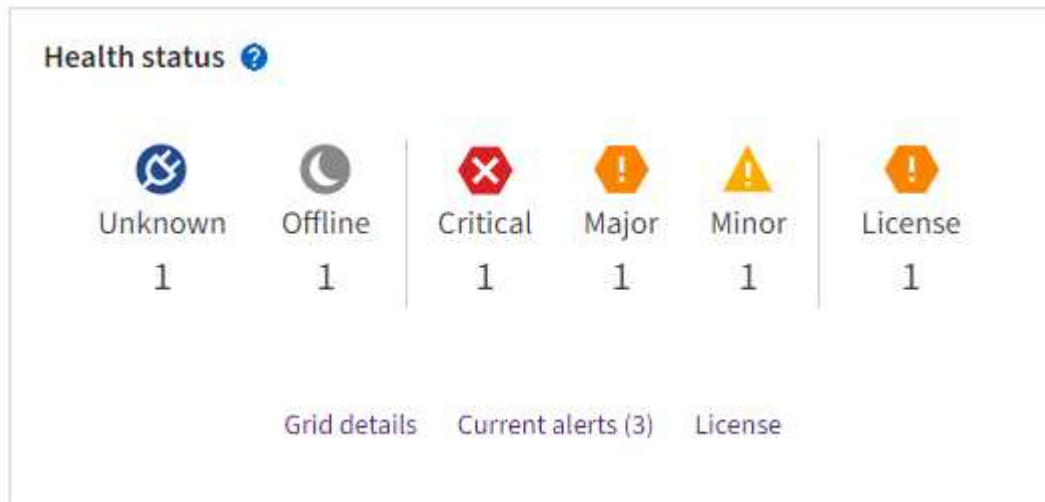 Health status
Unknown Offline Critical Major Minor License
1 1 1 1 1 1
Grid details Current alerts (3) License